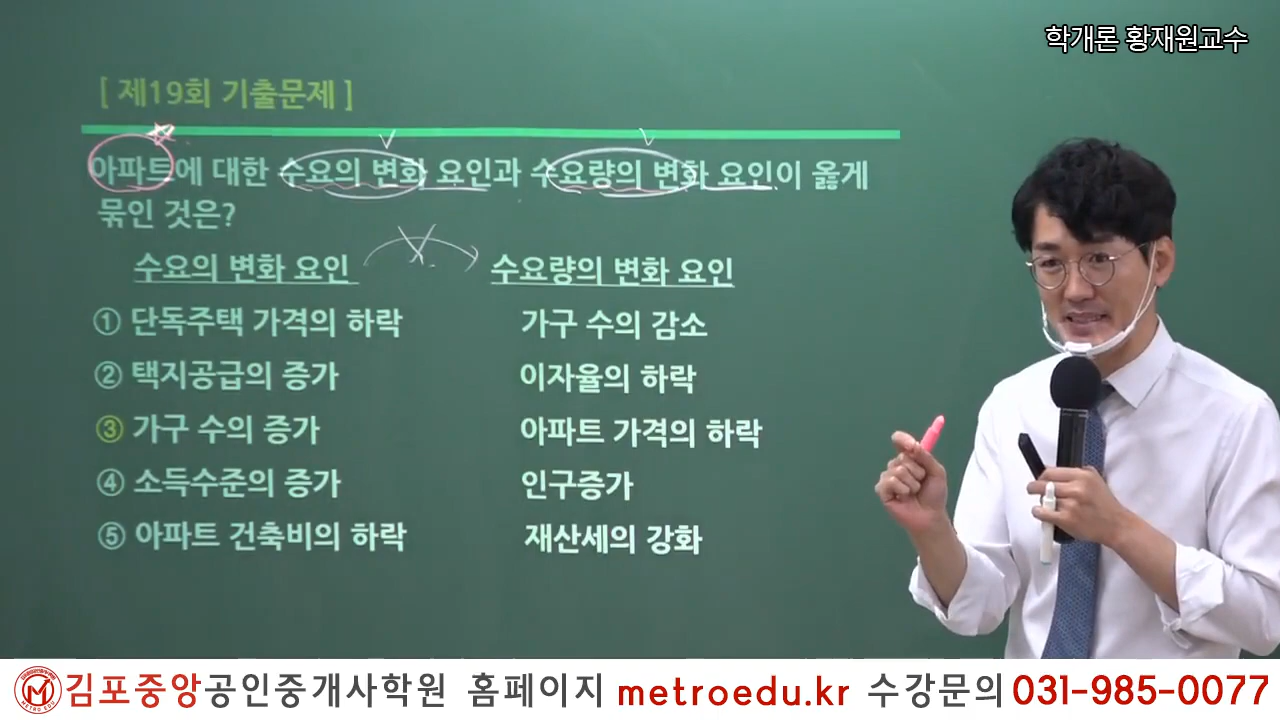 학개론 황재원교수
[ 제19회 기출문제 ]
아파트에 대한 수요의 변화 요인과 수요량의 변화 요인이 옳게
묶인 것은?
수요의 변화 요인 수요량의 변화 요인
① 단독주택 가격의 하락 가구 수의 감소
② 택지공급의 증가 이자율의 하락
③ 가구 수의 증가 아파트 가격의 하락
④ 소득수준의 증가 인구증가
⑤ 아파트 건축비의 하락 재산세의 강화
METRO EDU
김포중앙공인중개사학원 홈페이지 metroedu.kr 수강문의 031-985-0077